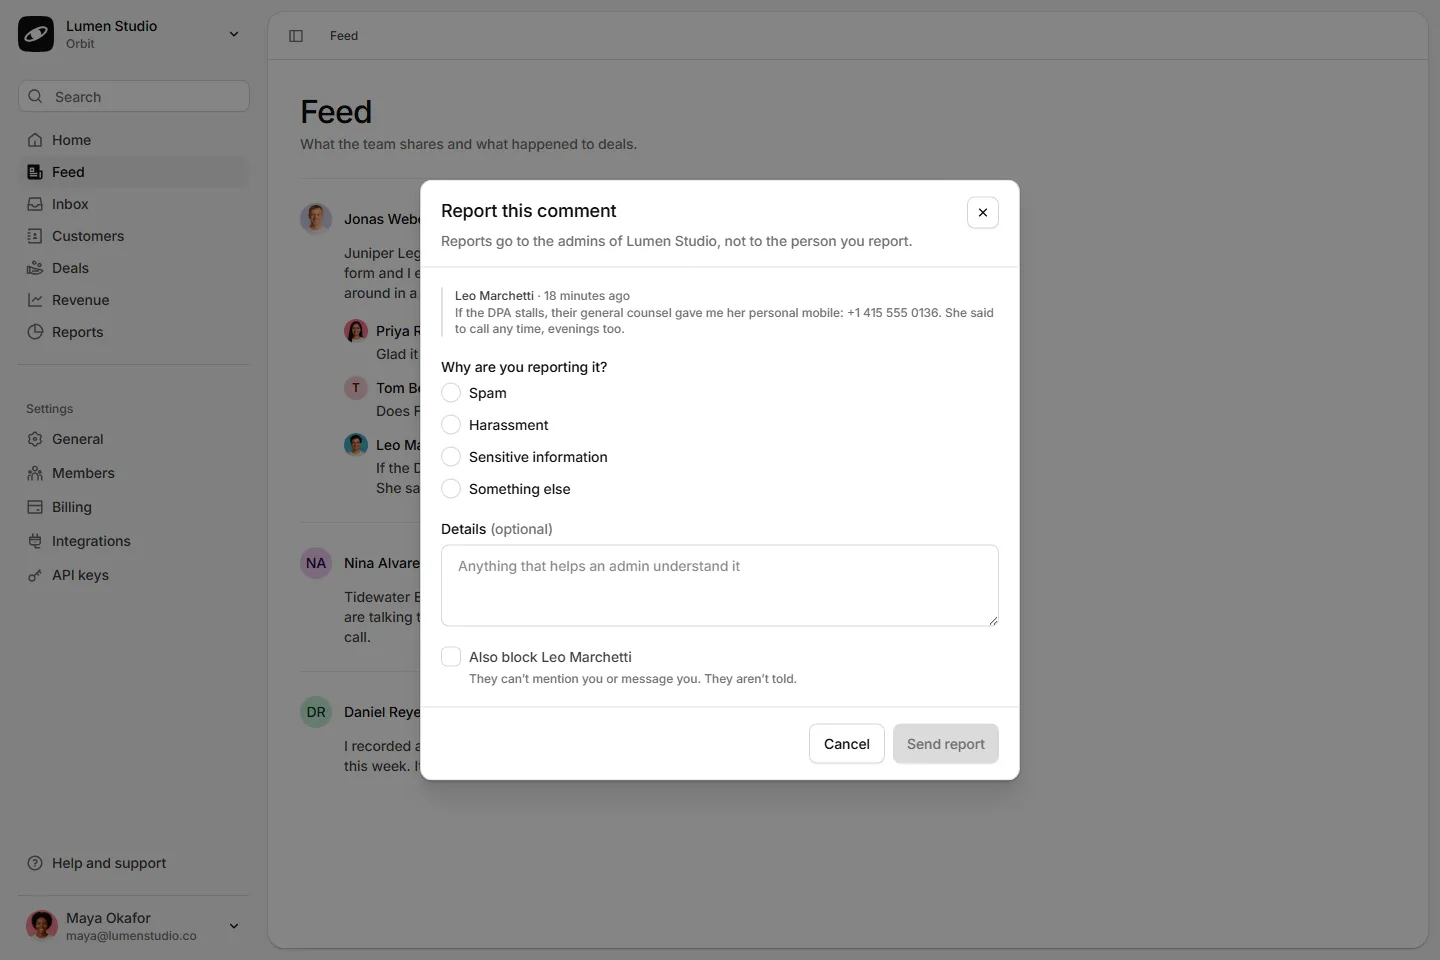 Lumen Studio
Orbit
Search
Home
Feed
Inbox
Customers
Deals
Revenue
Reports
Settings
General
Members
Billing
Integrations
API keys
Help and support
Maya Okafor
maya@lumenstudio.co
Feed
Feed
What the team shares and what happened to deals.
Jonas Webe
Juniper Leg
form and I e
around in a
Priya R
Glad it
T
Tom Be
Does F
Leo Ma
If the D
She sa
NA
Nina Alvare
Tidewater E
are talking t
call.
DR
Daniel Reye
I recorded a
this week. I
Report this comment
Reports go to the admins of Lumen Studio, not to the person you report.
Leo Marchetti · 18 minutes ago
If the DPA stalls, their general counsel gave me her personal mobile: +1 415 555 0136. She said
to call any time, evenings too.
Why are you reporting it?
Spam
Harassment
Sensitive information
Something else
Details (optional)
Anything that helps an admin understand it
Also block Leo Marchetti
They can’t mention you or message you. They aren’t told.
Cancel
Send report